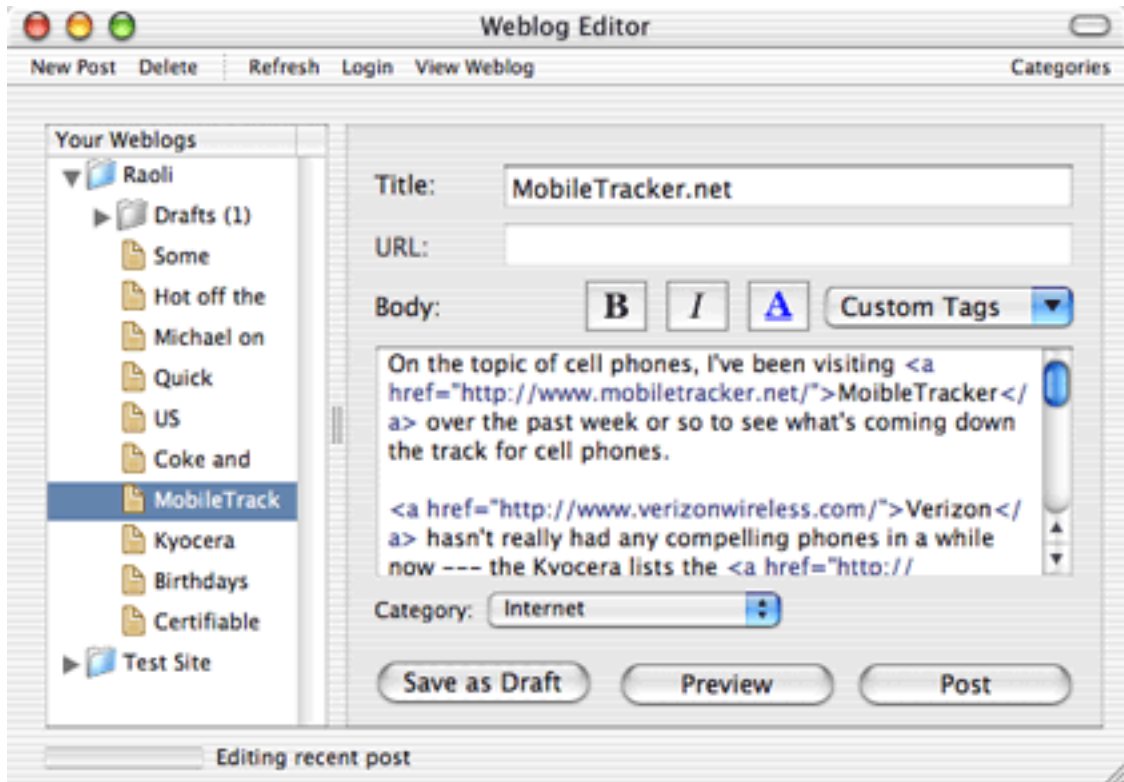 Weblog Editor
New Post Delete Refresh Login View Weblog Categories
Your Weblogs
Raoli
Drafts (1)
Some
Hot off the
Michael on
Quick
US
Coke and
MobileTrack
Kyocera
Birthdays
Certifiable
Test Site
Title: MobileTracker.net
URL:
Body: B I A Custom Tags
On the topic of cell phones, I've been visiting <a
href="http://www.mobiletracker.net/">MoibleTracker</
a> over the past week or so to see what's coming down
the track for cell phones.
<a href="http://www.verizonwireless.com/">Verizon</
a> hasn't really had any compelling phones in a while
now --- the Kyocera lists the <a href="http://
Category: Internet
Save as Draft Preview Post
Editing recent post